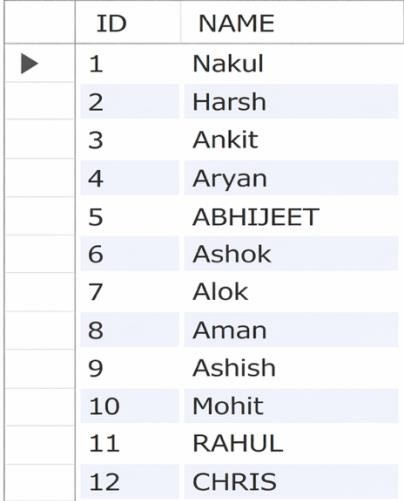 ID NAME
1 Nakul
2 Harsh
3 Ankit
4 Aryan
5 ABHIJEET
6 Ashok
7 Alok
8 Aman
9 Ashish
10 Mohit
11 RAHUL
12 CHRIS